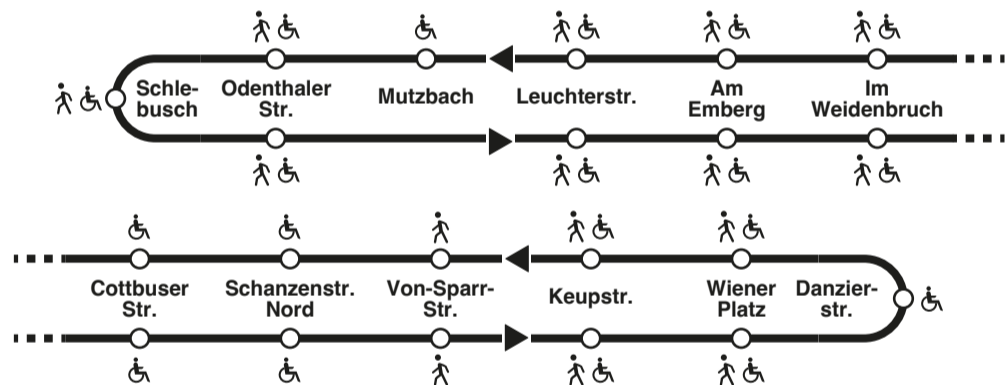 Schle-
busch
Odenthaler
Str.
Mutzbach
Leuchterstr.
Am
Emberg
Im
Weidenbruch
Cottbuser
Str.
Schanzenstr.
Nord
Von-Sparr-
Str.
Keupstr.
Wiener
Platz
Danzier-
str.